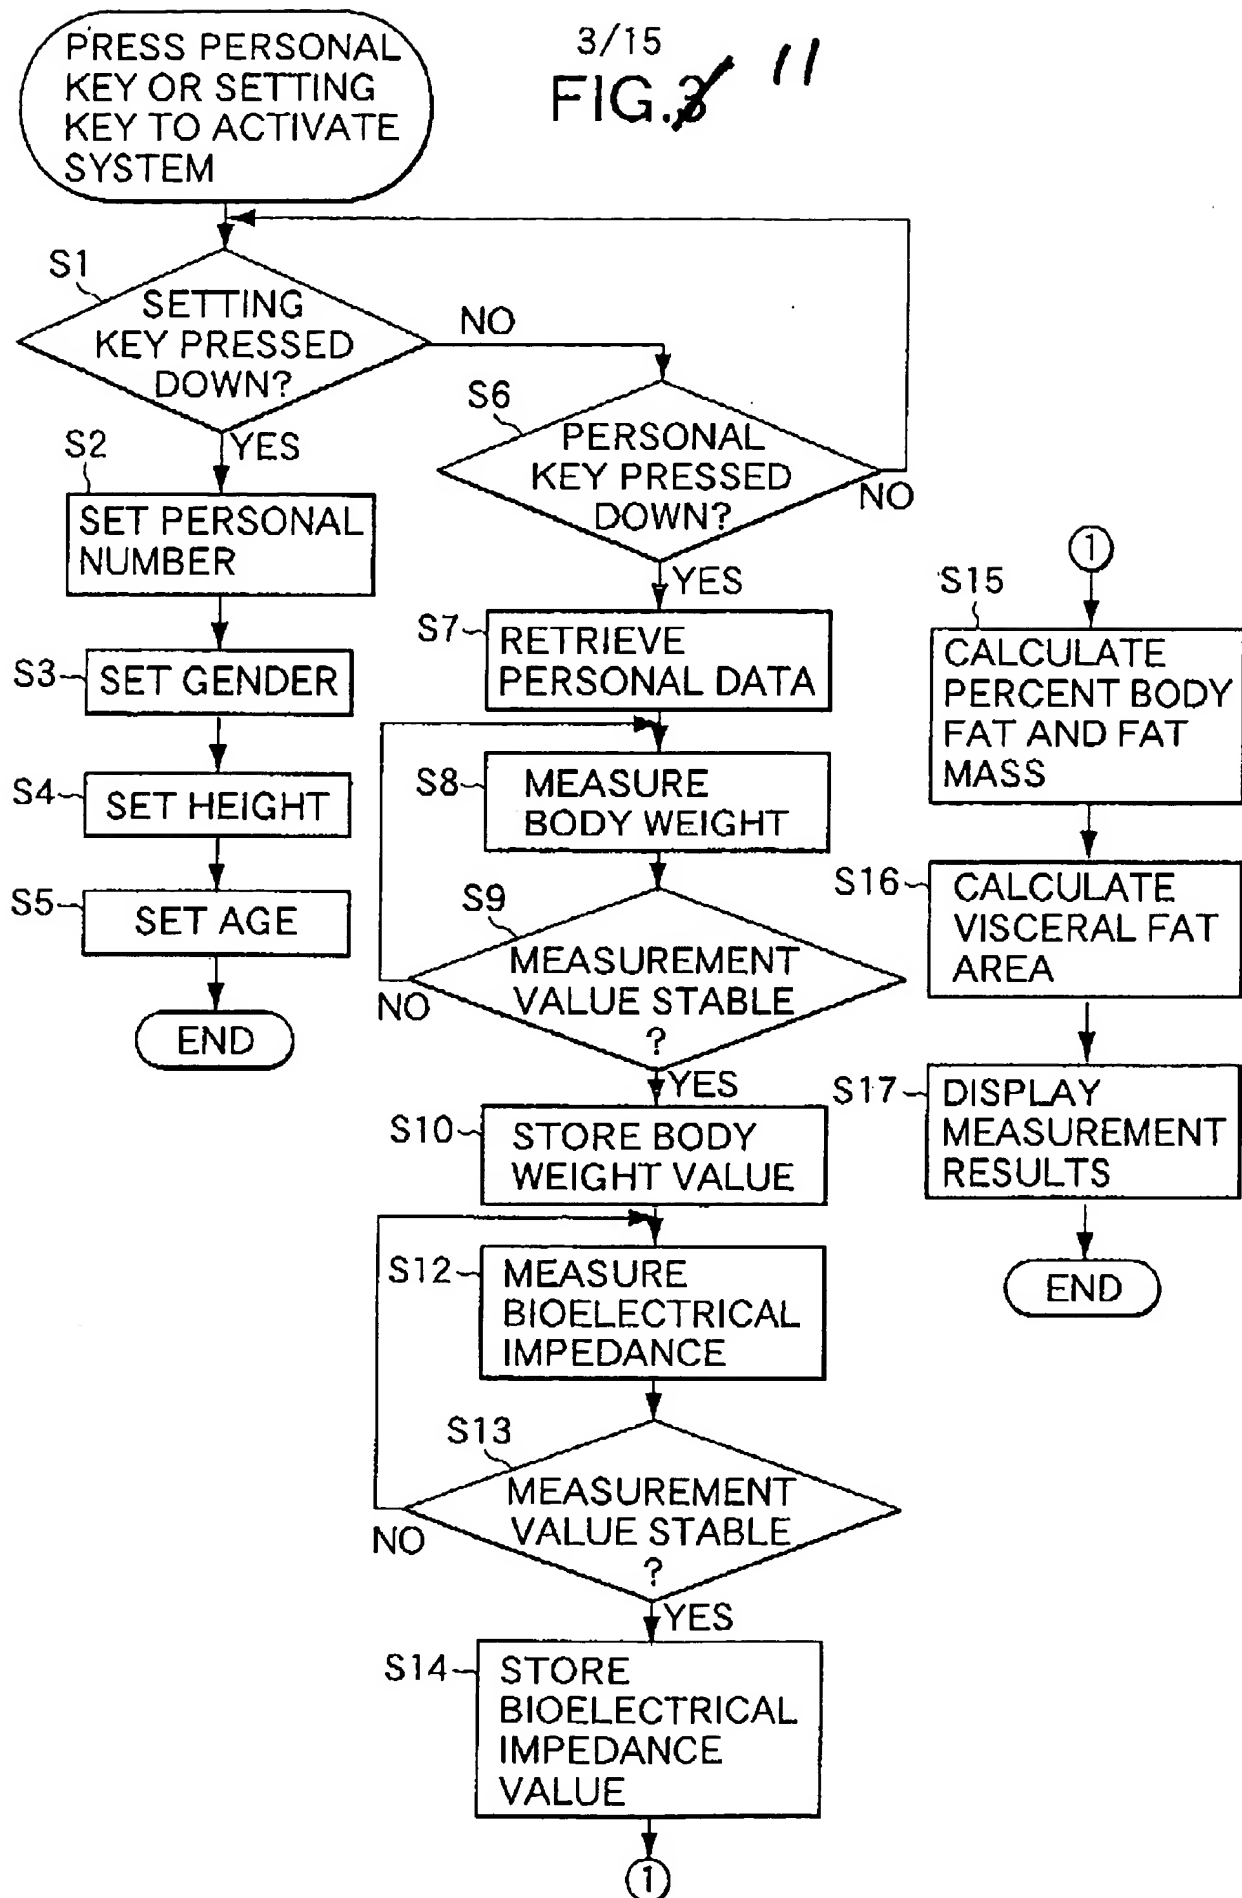 3/15
FIG.3 11
PRESS PERSONAL
KEY OR SETTING
KEY TO ACTIVATE
SYSTEM
S1
SETTING
KEY PRESSED
DOWN?
NO
YES
S2
SET PERSONAL
NUMBER
S3
SET GENDER
S4
SET HEIGHT
S5
SET AGE
END
S6
PERSONAL
KEY PRESSED
DOWN?
NO
YES
S7
RETRIEVE
PERSONAL DATA
S8
MEASURE
BODY WEIGHT
S9
MEASUREMENT
VALUE STABLE
?
NO
YES
S10
STORE BODY
WEIGHT VALUE
S12
MEASURE
BIOELECTRICAL
IMPEDANCE
S13
MEASUREMENT
VALUE STABLE
?
NO
YES
S14
STORE
BIOELECTRICAL
IMPEDANCE
VALUE
1
1
S15
CALCULATE
PERCENT BODY
FAT AND FAT
MASS
S16
CALCULATE
VISCERAL FAT
AREA
S17
DISPLAY
MEASUREMENT
RESULTS
END